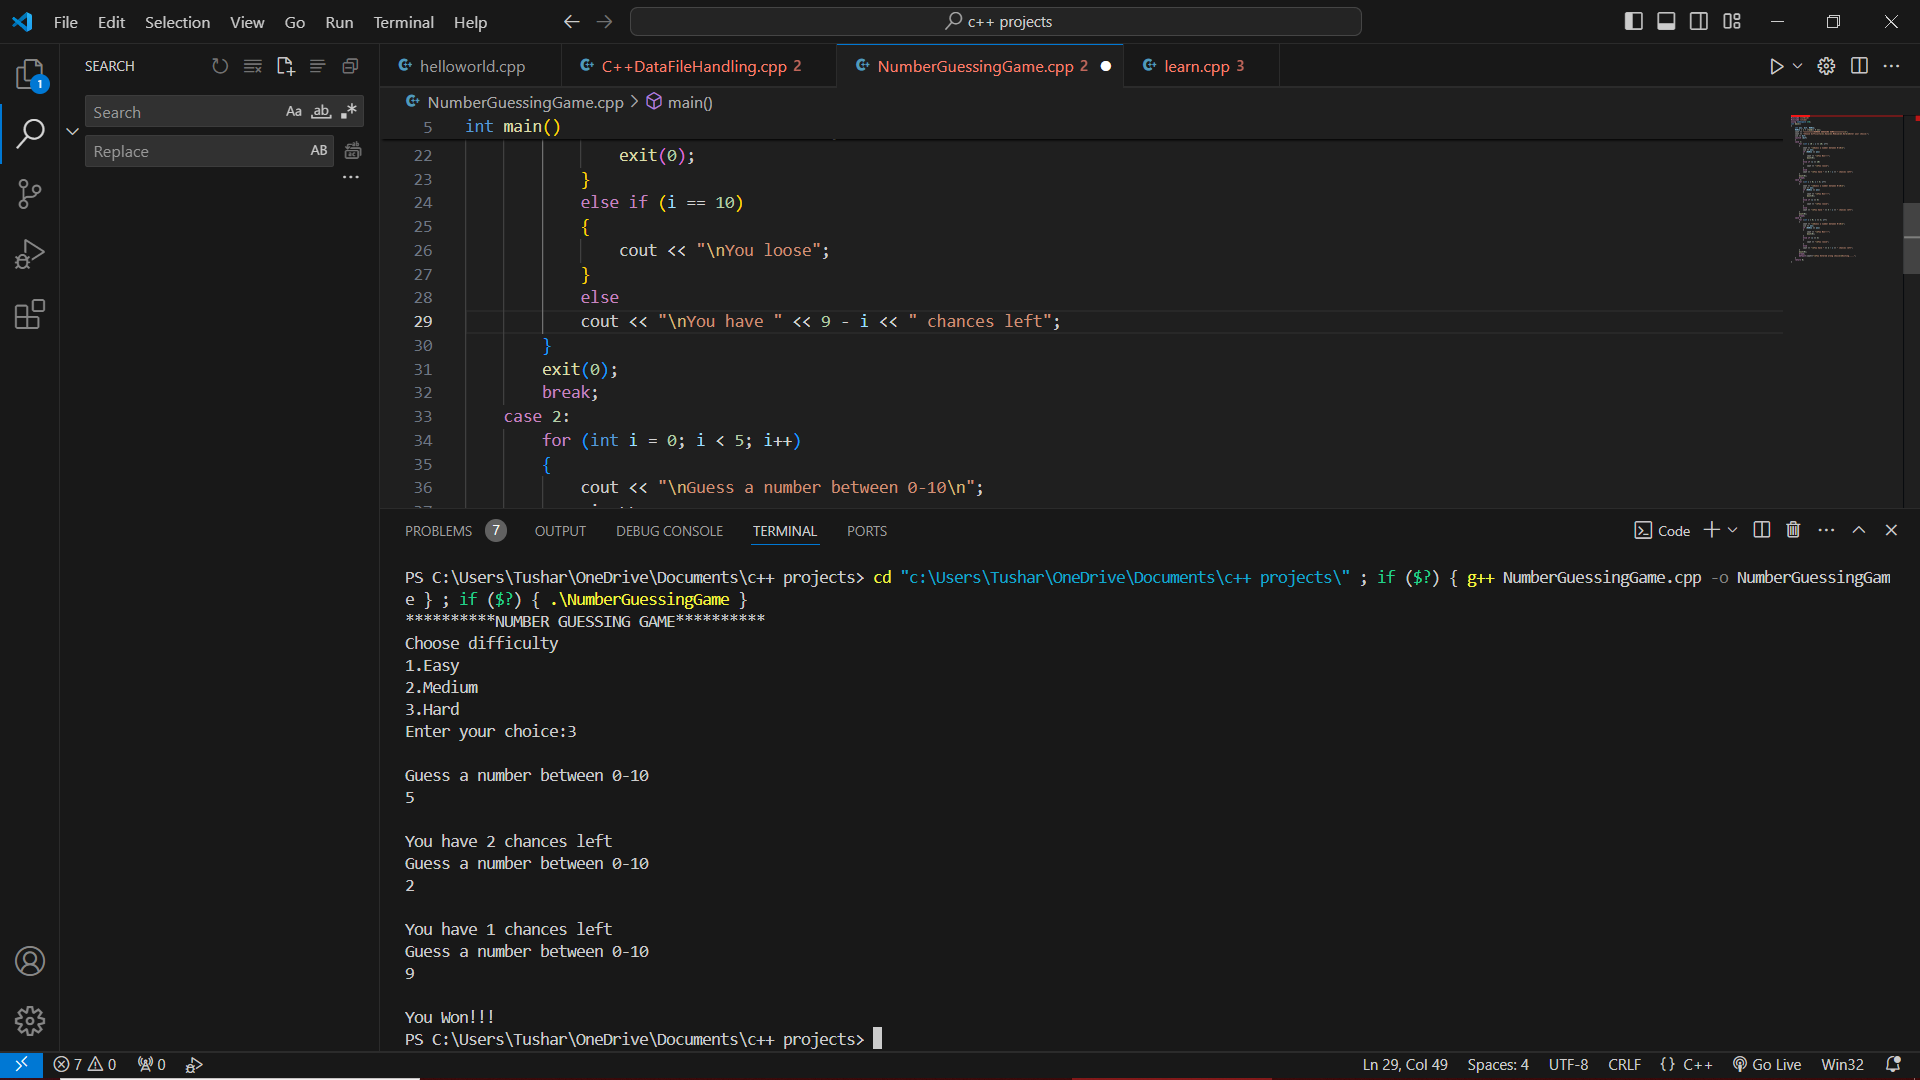 File Edit Selection View Go Run Terminal Help
c++ projects
SEARCH
Search Aa ab
Replace AB
helloworld.cpp
C++DataFileHandling.cpp 2
NumberGuessingGame.cpp 2
learn.cpp 3
NumberGuessingGame.cpp > main()
5 int main()
22 exit(0);
23 }
24 else if (i == 10)
25 {
26 cout << "\nYou loose";
27 }
28 else
29 cout << "\nYou have " << 9 - i << " chances left";
30 }
31 exit(0);
32 break;
33 case 2:
34 for (int i = 0; i < 5; i++)
35 {
36 cout << "\nGuess a number between 0-10\n";
PROBLEMS 7 OUTPUT DEBUG CONSOLE TERMINAL PORTS
Code
PS C:\Users\Tushar\OneDrive\Documents\c++ projects> cd "c:\Users\Tushar\OneDrive\Documents\c++ projects\" ; if ($?) { g++ NumberGuessingGame.cpp -o NumberGuessingGam
e } ; if ($?) { .\NumberGuessingGame }
**********NUMBER GUESSING GAME**********
Choose difficulty
1.Easy
2.Medium
3.Hard
Enter your choice:3
Guess a number between 0-10
5
You have 2 chances left
Guess a number between 0-10
2
You have 1 chances left
Guess a number between 0-10
9
You Won!!!
PS C:\Users\Tushar\OneDrive\Documents\c++ projects>
1
7 0 0
Ln 29, Col 49 Spaces: 4 UTF-8 CRLF {} C++ Go Live Win32